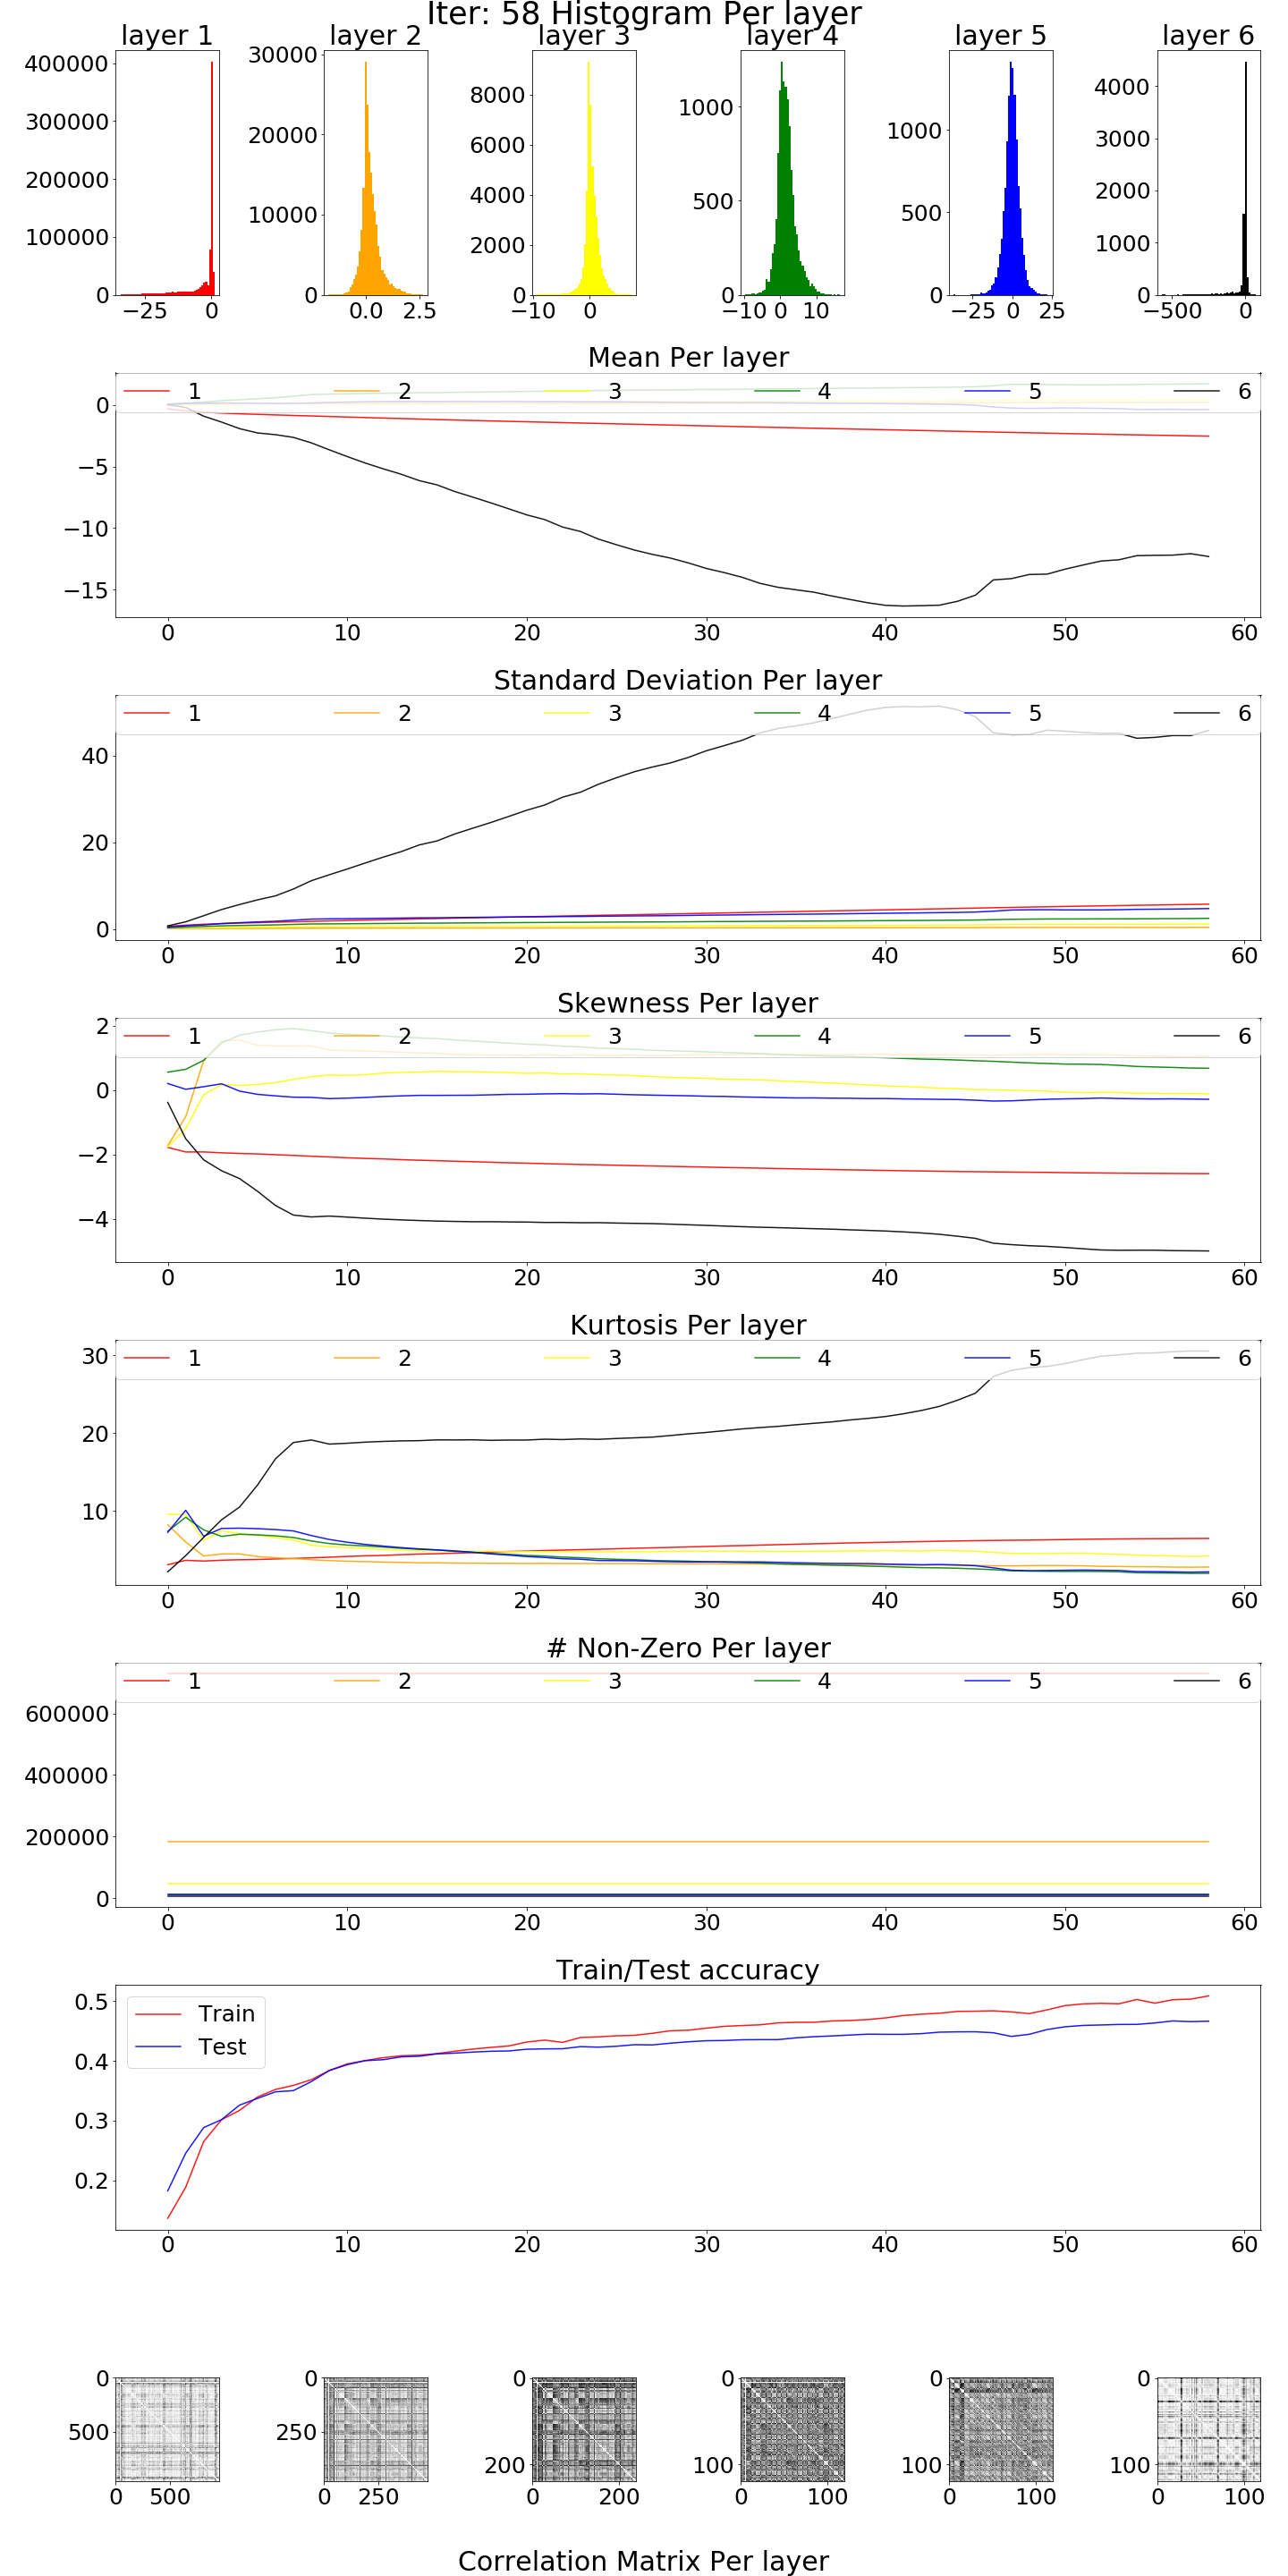 Iter: 58 Histogram Per layer
layer 1 layer 2 layer 3 layer 4 layer 5 layer 6
400000 300000 200000 100000 0
−25 0
30000 20000 10000 0
0.0 2.5
8000 6000 4000 2000 0
−10 0
1000 500 0
−10 0 10
1000 500 0
−25 0 25
4000 3000 2000 1000 0
−500 0
Mean Per layer
1 2 3 4 5 6
0 −5 −10 −15
0 10 20 30 40 50 60
Standard Deviation Per layer
1 2 3 4 5 6
40 20 0
0 10 20 30 40 50 60
Skewness Per layer
1 2 3 4 5 6
2 0 −2 −4
0 10 20 30 40 50 60
Kurtosis Per layer
1 2 3 4 5 6
30 20 10
0 10 20 30 40 50 60
# Non-Zero Per layer
1 2 3 4 5 6
600000 400000 200000 0
0 10 20 30 40 50 60
Train/Test accuracy
Train
Test
0.5 0.4 0.3 0.2
0 10 20 30 40 50 60
0 500
0 500
0 250
0 250
0 200
0 200
0 100
0 100
0 100
0 100
0 100
0 100
Correlation Matrix Per layer